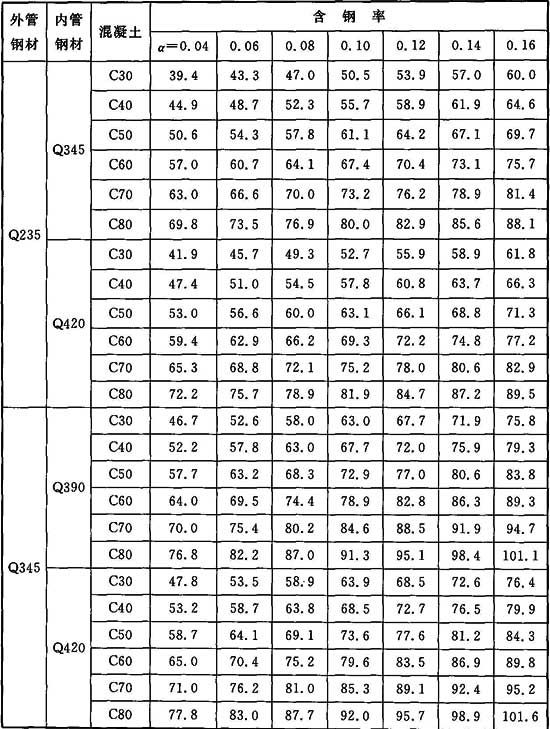 外管钢材 内管钢材 混凝土 含钢率
α=0.04 0.06 0.08 0.10 0.12 0.14 0.16
Q235 Q345 C30 39.4 43.3 47.0 50.5 53.9 57.0 60.0
C40 44.9 48.7 52.3 55.7 58.9 61.9 64.6
C50 50.6 54.3 57.8 61.1 64.2 67.1 69.7
C60 57.0 60.7 64.1 67.4 70.4 73.1 75.7
C70 63.0 66.6 70.0 73.2 76.2 78.9 81.4
C80 69.8 73.5 76.9 80.0 82.9 85.6 88.1
Q420 C30 41.9 45.7 49.3 52.7 55.9 58.9 61.8
C40 47.4 51.0 54.5 57.8 60.8 63.7 66.3
C50 53.0 56.6 60.0 63.1 66.1 68.8 71.3
C60 59.4 62.9 66.2 69.3 72.2 74.8 77.2
C70 65.3 68.8 72.1 75.2 78.0 80.6 82.9
C80 72.2 75.7 78.9 81.9 84.7 87.2 89.5
Q345 Q390 C30 46.7 52.6 58.0 63.0 67.7 71.9 75.8
C40 52.2 57.8 63.0 67.7 72.0 75.9 79.3
C50 57.7 63.2 68.3 72.9 77.0 80.6 83.8
C60 64.0 69.5 74.4 78.9 82.8 86.3 89.3
C70 70.0 75.4 80.2 84.6 88.5 91.9 94.7
C80 76.8 82.2 87.0 91.3 95.1 98.4 101.1
Q420 C30 47.8 53.5 58.9 63.9 68.5 72.6 76.4
C40 53.2 58.7 63.8 68.5 72.7 76.5 79.9
C50 58.7 64.1 69.1 73.6 77.6 81.2 84.3
C60 65.0 70.4 75.2 79.6 83.5 86.9 89.8
C70 71.0 76.2 81.0 85.3 89.1 92.4 95.2
C80 77.8 83.0 87.7 92.0 95.7 98.9 101.6